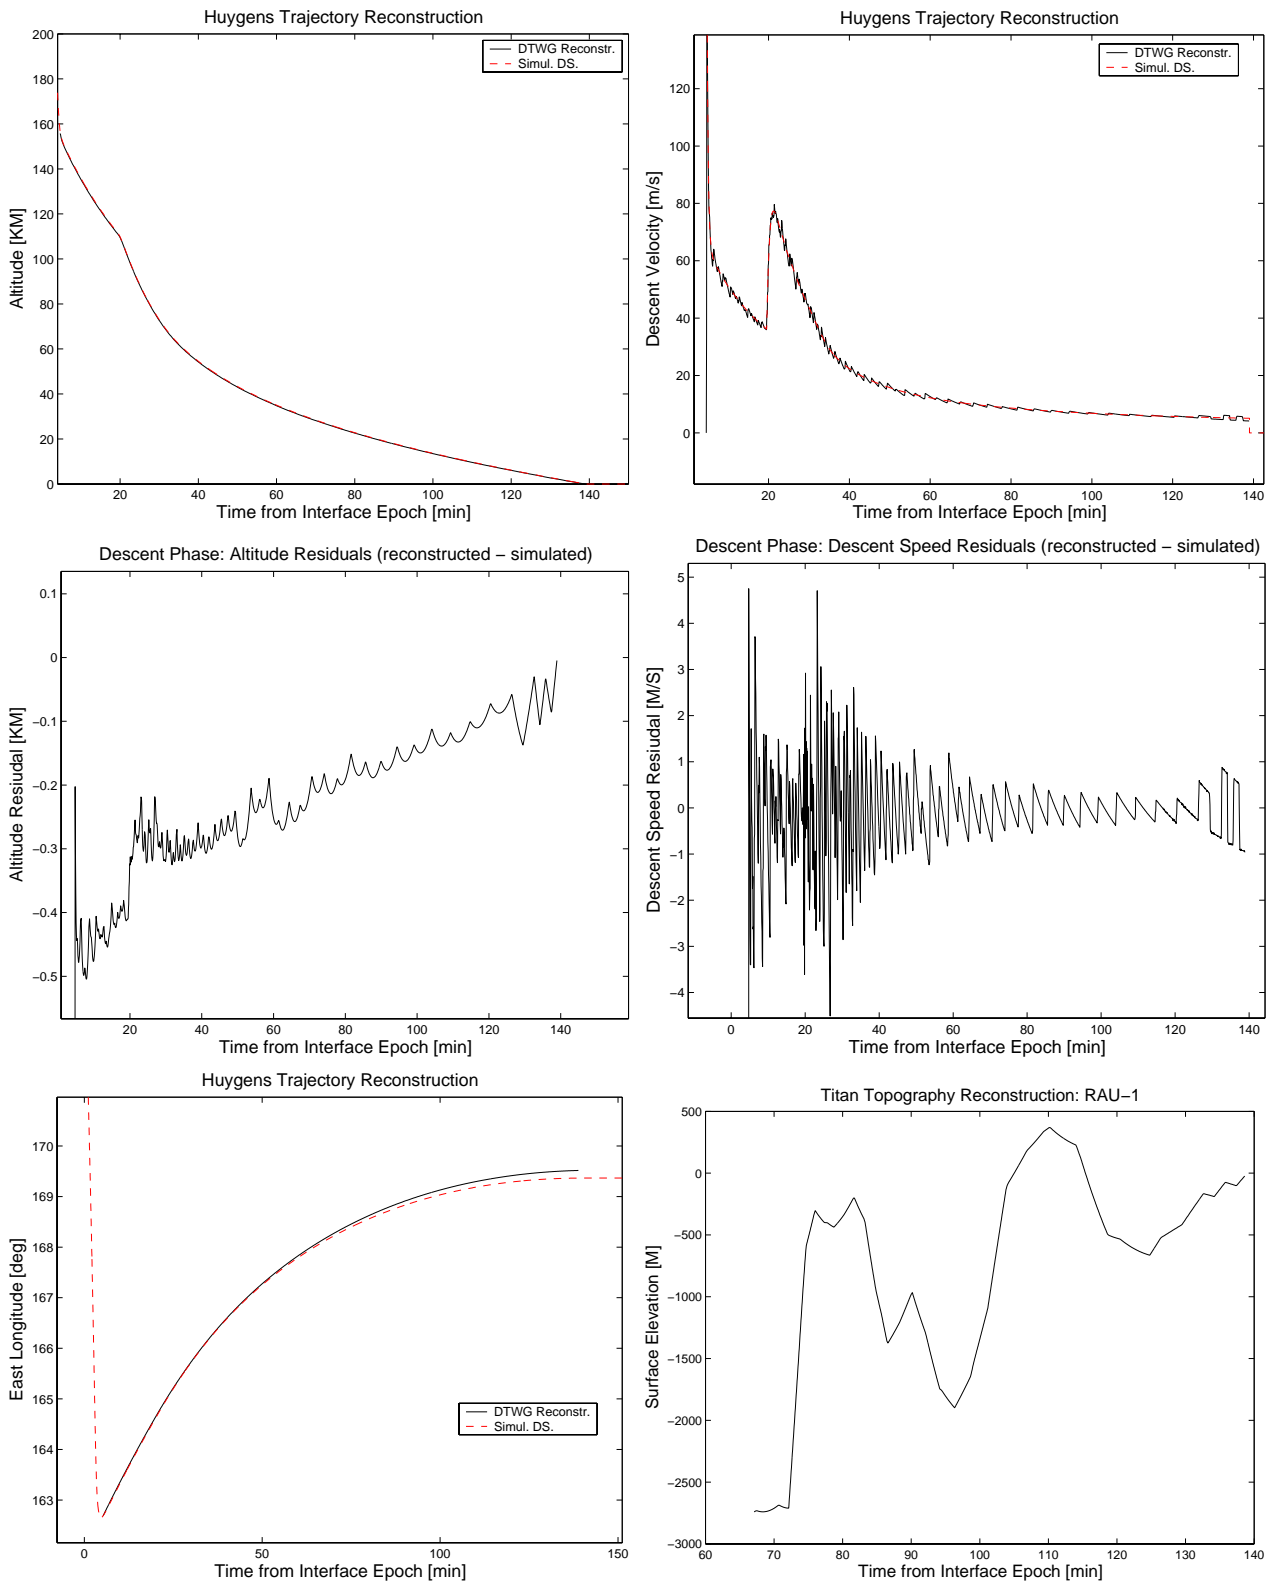 Huygens Trajectory Reconstruction
DTWG Reconstr.
Simul. DS.
Altitude [KM]
200
180
160
140
120
100
80
60
40
20
0
20 40 60 80 100 120 140
Time from Interface Epoch [min]
Huygens Trajectory Reconstruction
DTWG Reconstr.
Simul. DS.
Descent Velocity [m/s]
120
100
80
60
40
20
0
20 40 60 80 100 120 140
Time from Interface Epoch [min]
Descent Phase: Altitude Residuals (reconstructed – simulated)
Altitude Resiudal [KM]
0.1
0
−0.1
−0.2
−0.3
−0.4
−0.5
20 40 60 80 100 120 140
Time from Interface Epoch [min]
Descent Phase: Descent Speed Residuals (reconstructed – simulated)
Descent Speed Resiudal [M/S]
5
4
3
2
1
0
−1
−2
−3
−4
0 20 40 60 80 100 120 140
Time from Interface Epoch [min]
Huygens Trajectory Reconstruction
East Longitude [deg]
170
169
168
167
166
165
164
163
DTWG Reconstr.
Simul. DS.
0 50 100 150
Time from Interface Epoch [min]
Titan Topography Reconstruction: RAU−1
Surface Elevation [M]
500
0
−500
−1000
−1500
−2000
−2500
−3000
60 70 80 90 100 110 120 130 140
Time from Interface Epoch [min]